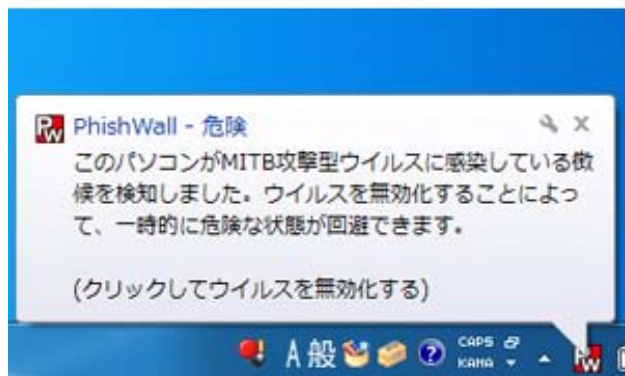 PhishWall - 危険
このパソコンがMITB攻撃型ウイルスに感染している徴
候を検知しました。ウイルスを無効化することによっ
て、一時的に危険な状態が回避できます。
(クリックしてウイルスを無効化する)
A 般 ? CAPS
KANA
PW